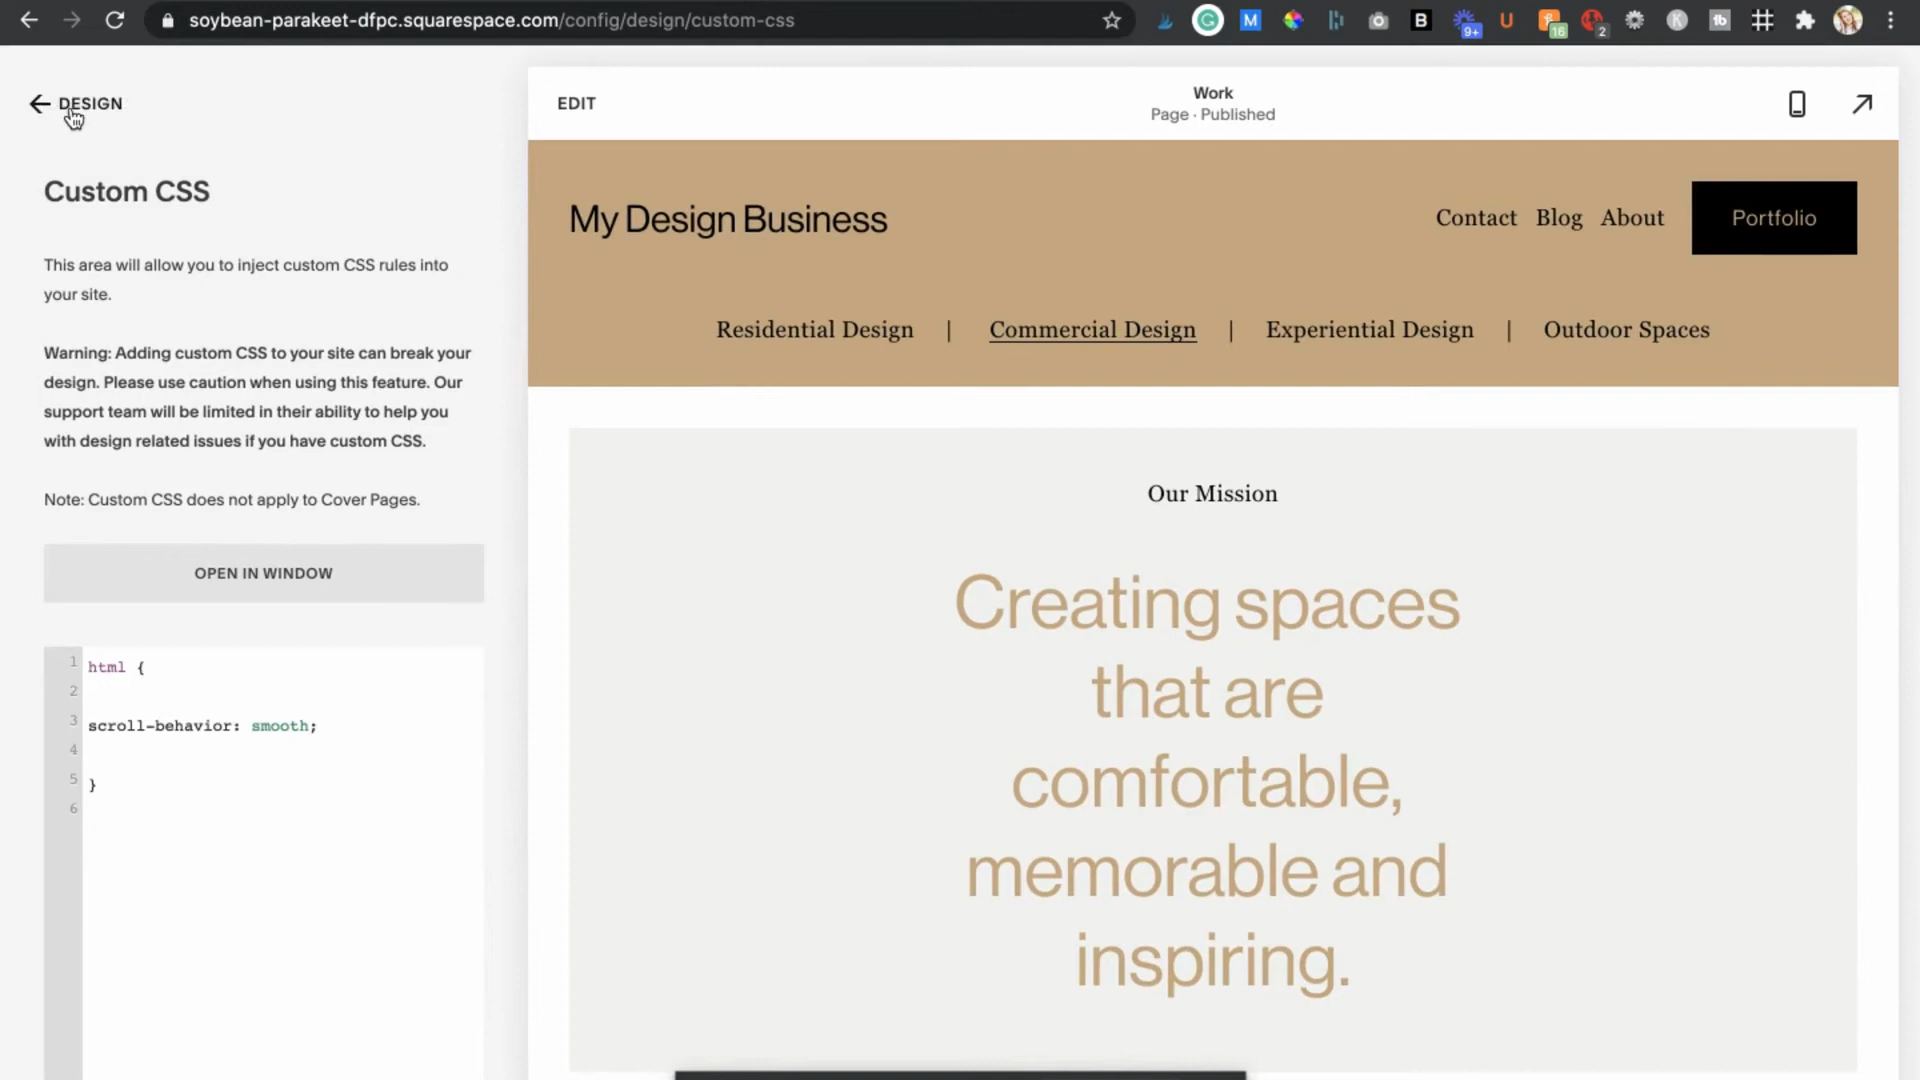 soybean-parakeet-dfpc.squarespace.com/config/design/custom-css
M
B
9+
U
16
2
K
DESIGN
EDIT
Work
Page · Published
Custom CSS
My Design Business
Contact Blog About Portfolio
This area will allow you to inject custom CSS rules into
your site.
Residential Design | Commercial Design | Experiential Design | Outdoor Spaces
Warning: Adding custom CSS to your site can break your
design. Please use caution when using this feature. Our
support team will be limited in their ability to help you
with design related issues if you have custom CSS.
Note: Custom CSS does not apply to Cover Pages.
Our Mission
OPEN IN WINDOW
Creating spaces
that are
comfortable,
memorable and
inspiring.
1 html {
2
3 scroll-behavior: smooth;
4
5 }
6